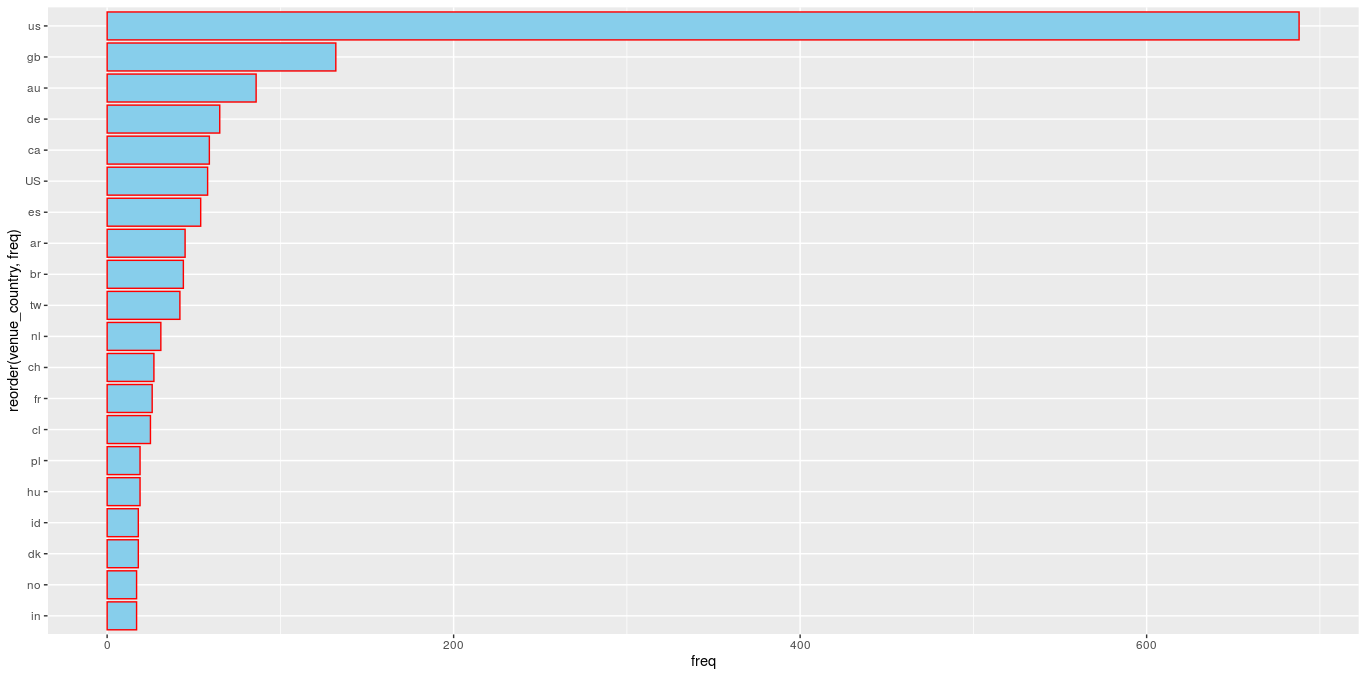 us
gb
au
de
ca
US
es
ar
br
tw
nl
ch
fr
cl
pl
hu
id
dk
no
in
reorder(venue_country, freq)
0 200 400 600
freq